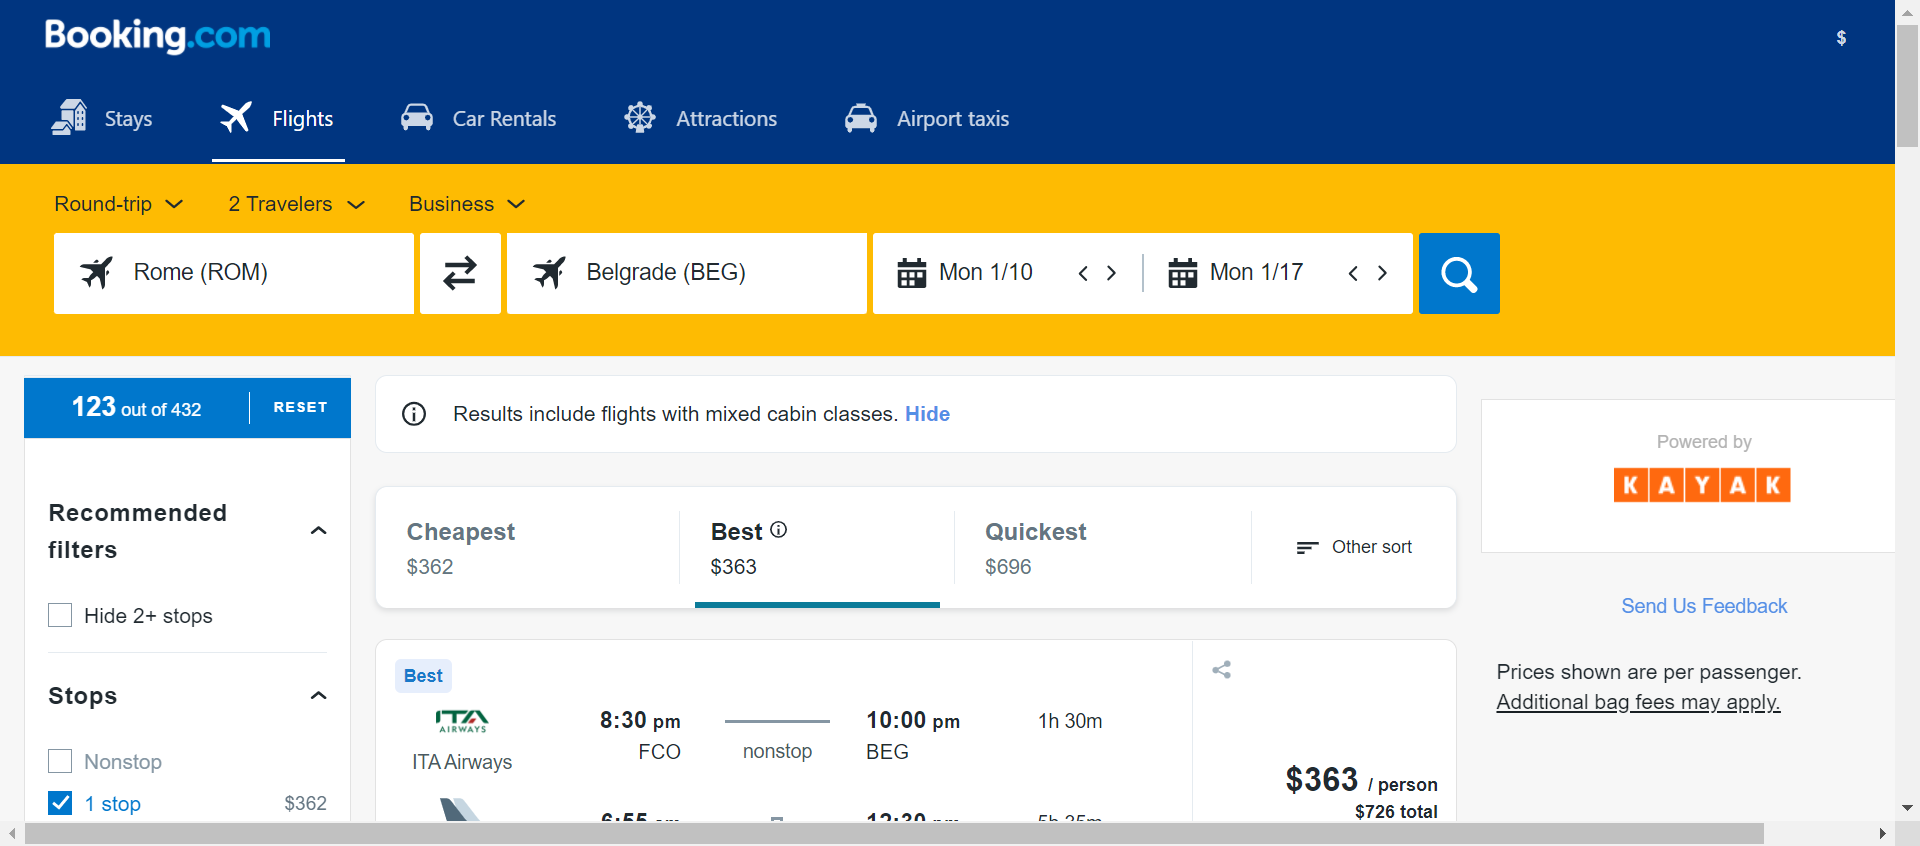 Booking.com
$
Stays
Flights
Car Rentals
Attractions
Airport taxis
Round-trip
2 Travelers
Business
Rome (ROM)
Belgrade (BEG)
Mon 1/10
Mon 1/17
123 out of 432
RESET
Results include flights with mixed cabin classes. Hide
Powered by
KAYAK
Recommended
filters
Hide 2+ stops
Stops
Nonstop
1 stop
$362
Cheapest
$362
Best
$363
Quickest
$696
Other sort
Send Us Feedback
Prices shown are per passenger.
Additional bag fees may apply.
Best
ITA
AIRWAYS
ITA Airways
8:30 pm
FCO
nonstop
10:00 pm
BEG
1h 30m
$363 / person
$726 total